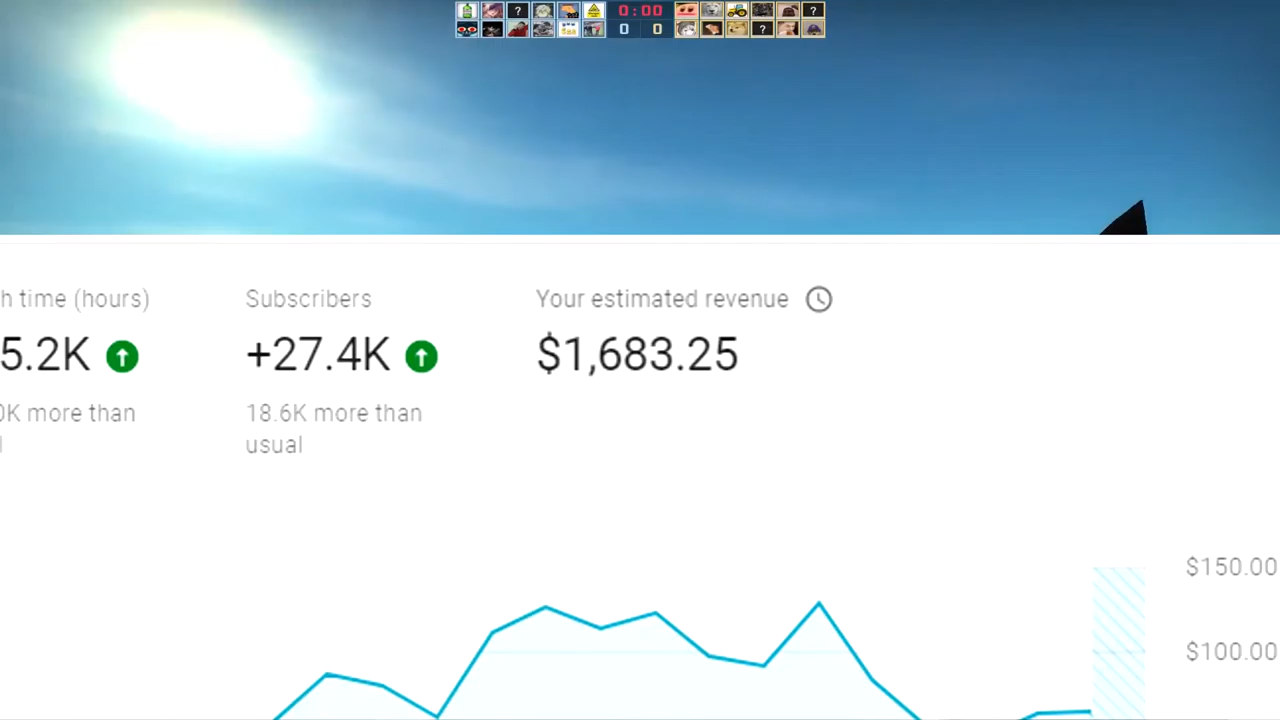 0:00
0 0
h time (hours)
Subscribers
Your estimated revenue
5.2K
+27.4K
$1,683.25
0K more than
18.6K more than
usual
$150.00
$100.00